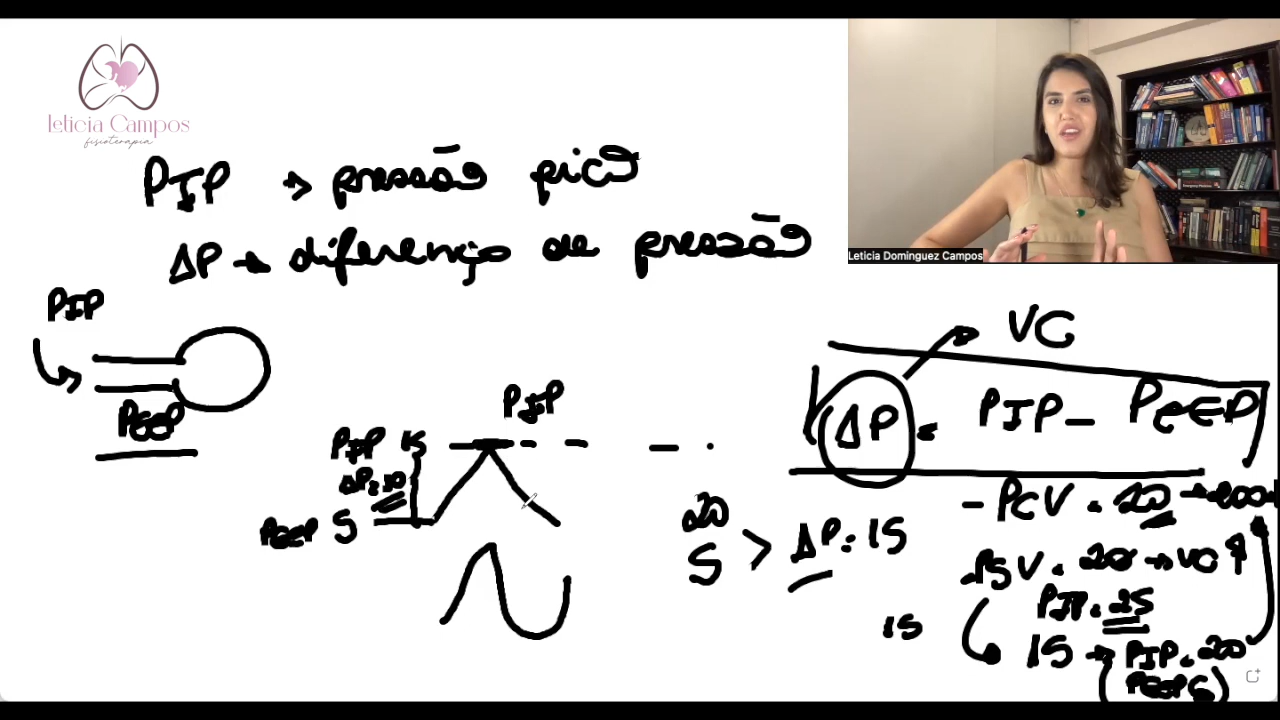 leticia Campos
fisioterapia
PIP → pressão pico
ΔP → diferença de pressão
PIP
PEEP
PIP
PIP 15
ΔP=10
PEEP 5
20
5 > ΔP: 15
15
VC
ΔP = PIP - PEEP
- PCV = 20 → 200
- PSV = 20 → VC
PIP = 25
15 → PIP = 20
(PEEP 5)
Leticia Dominguez Campos